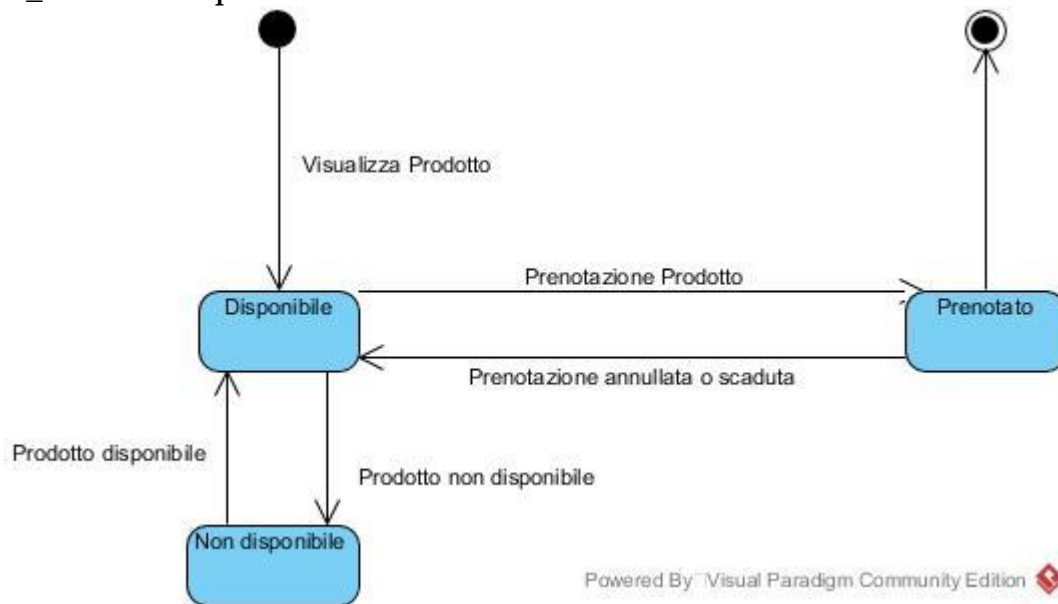 Visualizza Prodotto
Prenotazione Prodotto
Disponibile
Prenotato
Prenotazione annullata o scaduta
Prodotto disponibile
Prodotto non disponibile
Non disponibile
Powered By Visual Paradigm Community Edition